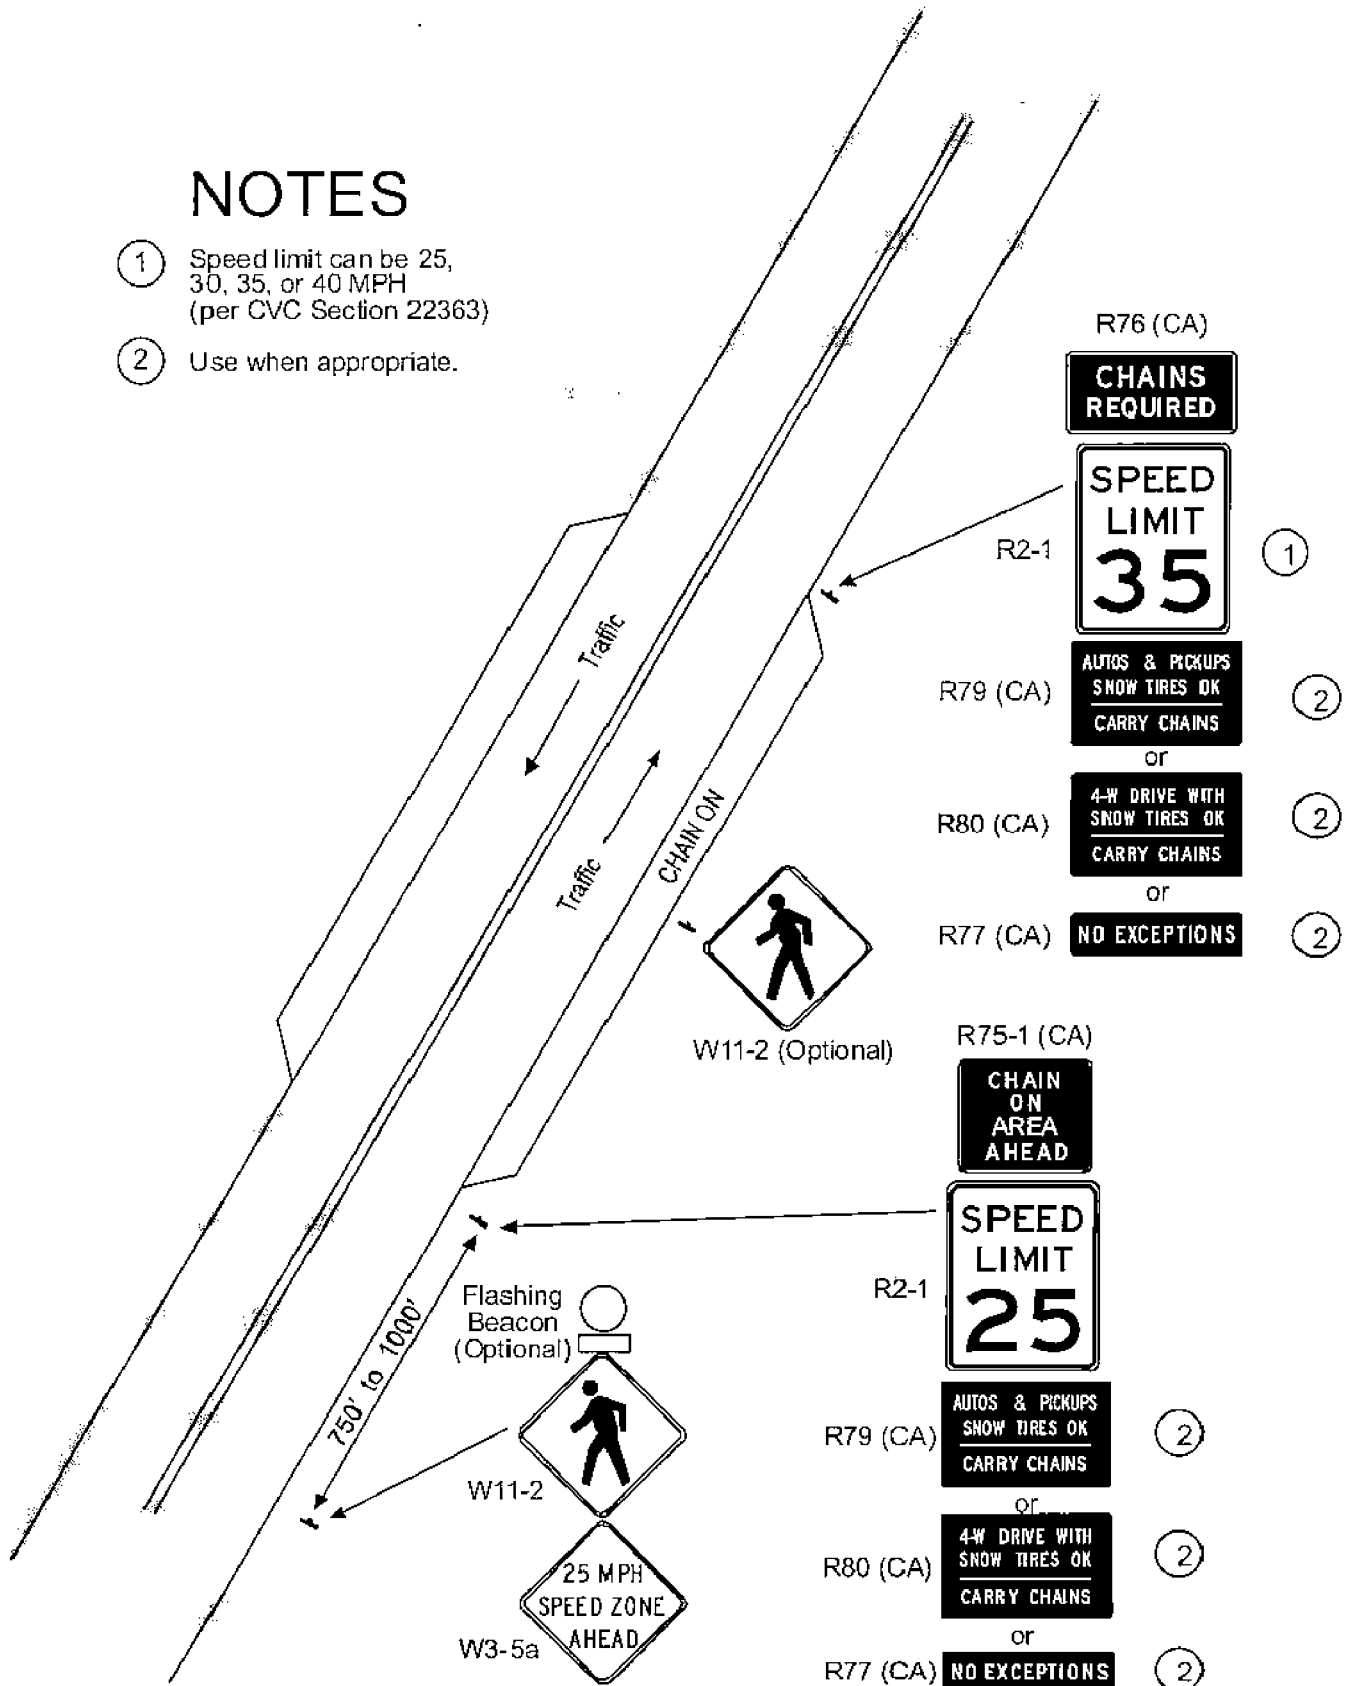 NOTES
1 Speed limit can be 25,
30, 35, or 40 MPH
(per CVC Section 22363)
2 Use when appropriate.
R76 (CA)
CHAINS
REQUIRED
SPEED
LIMIT
35
R2-1
1
AUTOS & PICKUPS
SNOW TIRES OK
CARRY CHAINS
R79 (CA)
2
or
4-W DRIVE WITH
SNOW TIRES OK
CARRY CHAINS
R80 (CA)
2
or
R77 (CA)
NO EXCEPTIONS
2
Traffic
Traffic
CHAIN ON
W11-2 (Optional)
R75-1 (CA)
CHAIN
ON
AREA
AHEAD
SPEED
LIMIT
25
R2-1
AUTOS & PICKUPS
SNOW TIRES OK
CARRY CHAINS
R79 (CA)
2
or
4-W DRIVE WITH
SNOW TIRES OK
CARRY CHAINS
R80 (CA)
2
or
R77 (CA)
NO EXCEPTIONS
2
750' to 1000'
Flashing
Beacon
(Optional)
W11-2
25 MPH
SPEED ZONE
AHEAD
W3-5a